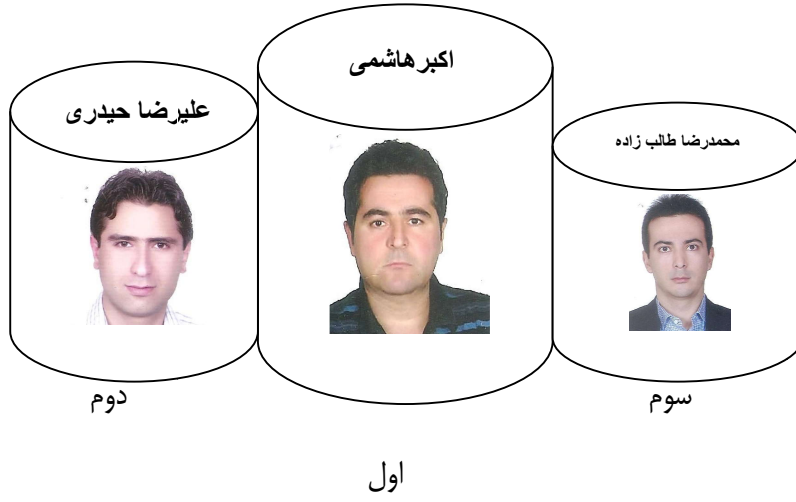 اکبرهاشمی
علیرضا حیدری
محمدرضا طالب زاده
دوم
سوم
اول